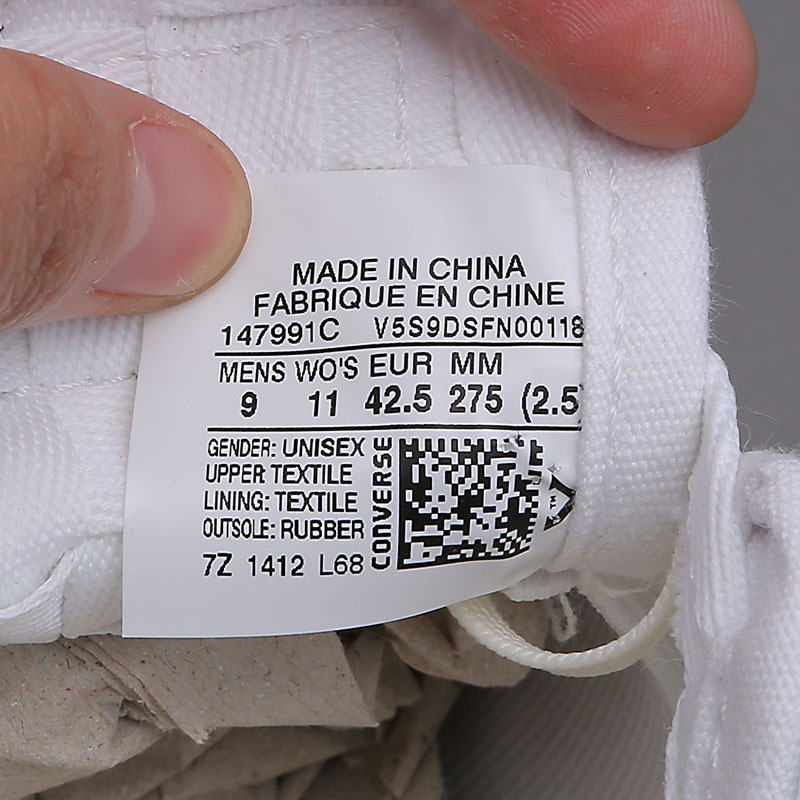 MADE IN CHINA
FABRIQUE EN CHINE
147991C V5S9DSFN00118
MENS WO'S EUR MM
9 11 42.5 275 (2.5)
GENDER: UNISEX
UPPER: TEXTILE
LINING: TEXTILE
OUTSOLE: RUBBER
7Z 1412 L68
CONVERSE
TM